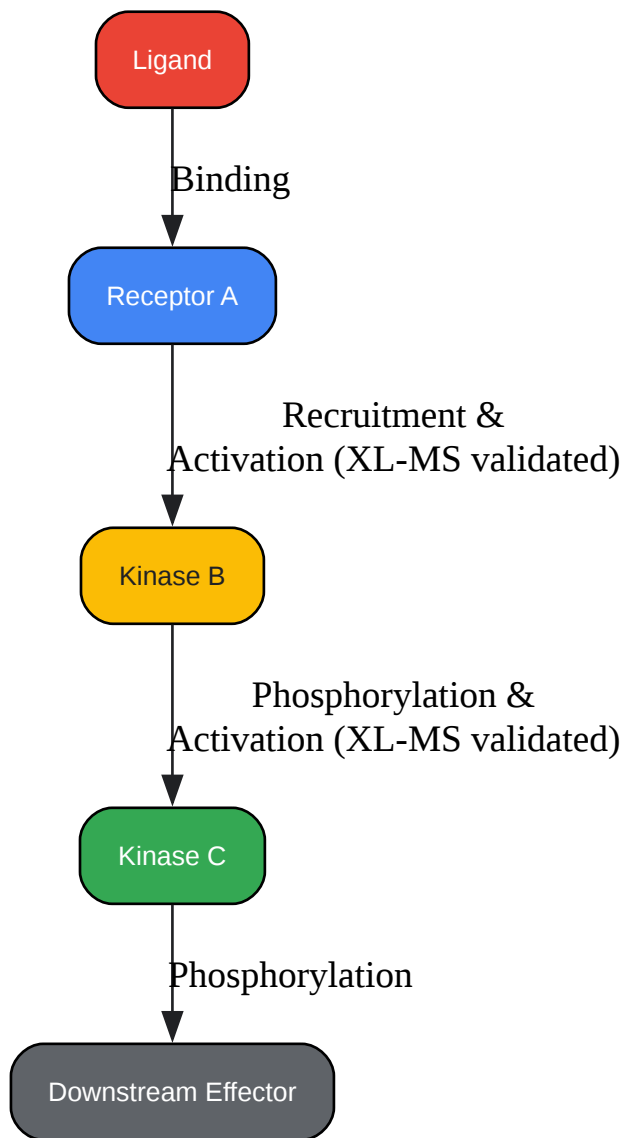 Ligand
Binding
Receptor A
Recruitment &
Activation (XL-MS validated)
Kinase B
Phosphorylation &
Activation (XL-MS validated)
Kinase C
Phosphorylation
Downstream Effector